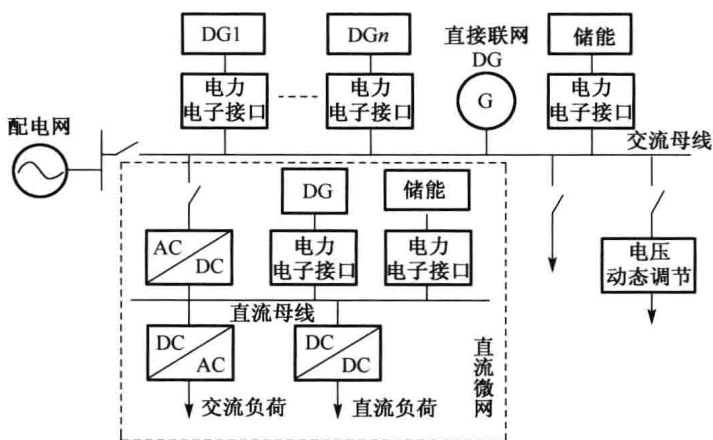 DG1
DGn
直接联网
DG
储能
电力
电子接口
电力
电子接口
G
电力
电子接口
配电网
交流母线
DG
储能
AC
DC
电力
电子接口
电力
电子接口
电压
动态调节
直流母线
DC
AC
DC
DC
直流微网
交流负荷
直流负荷